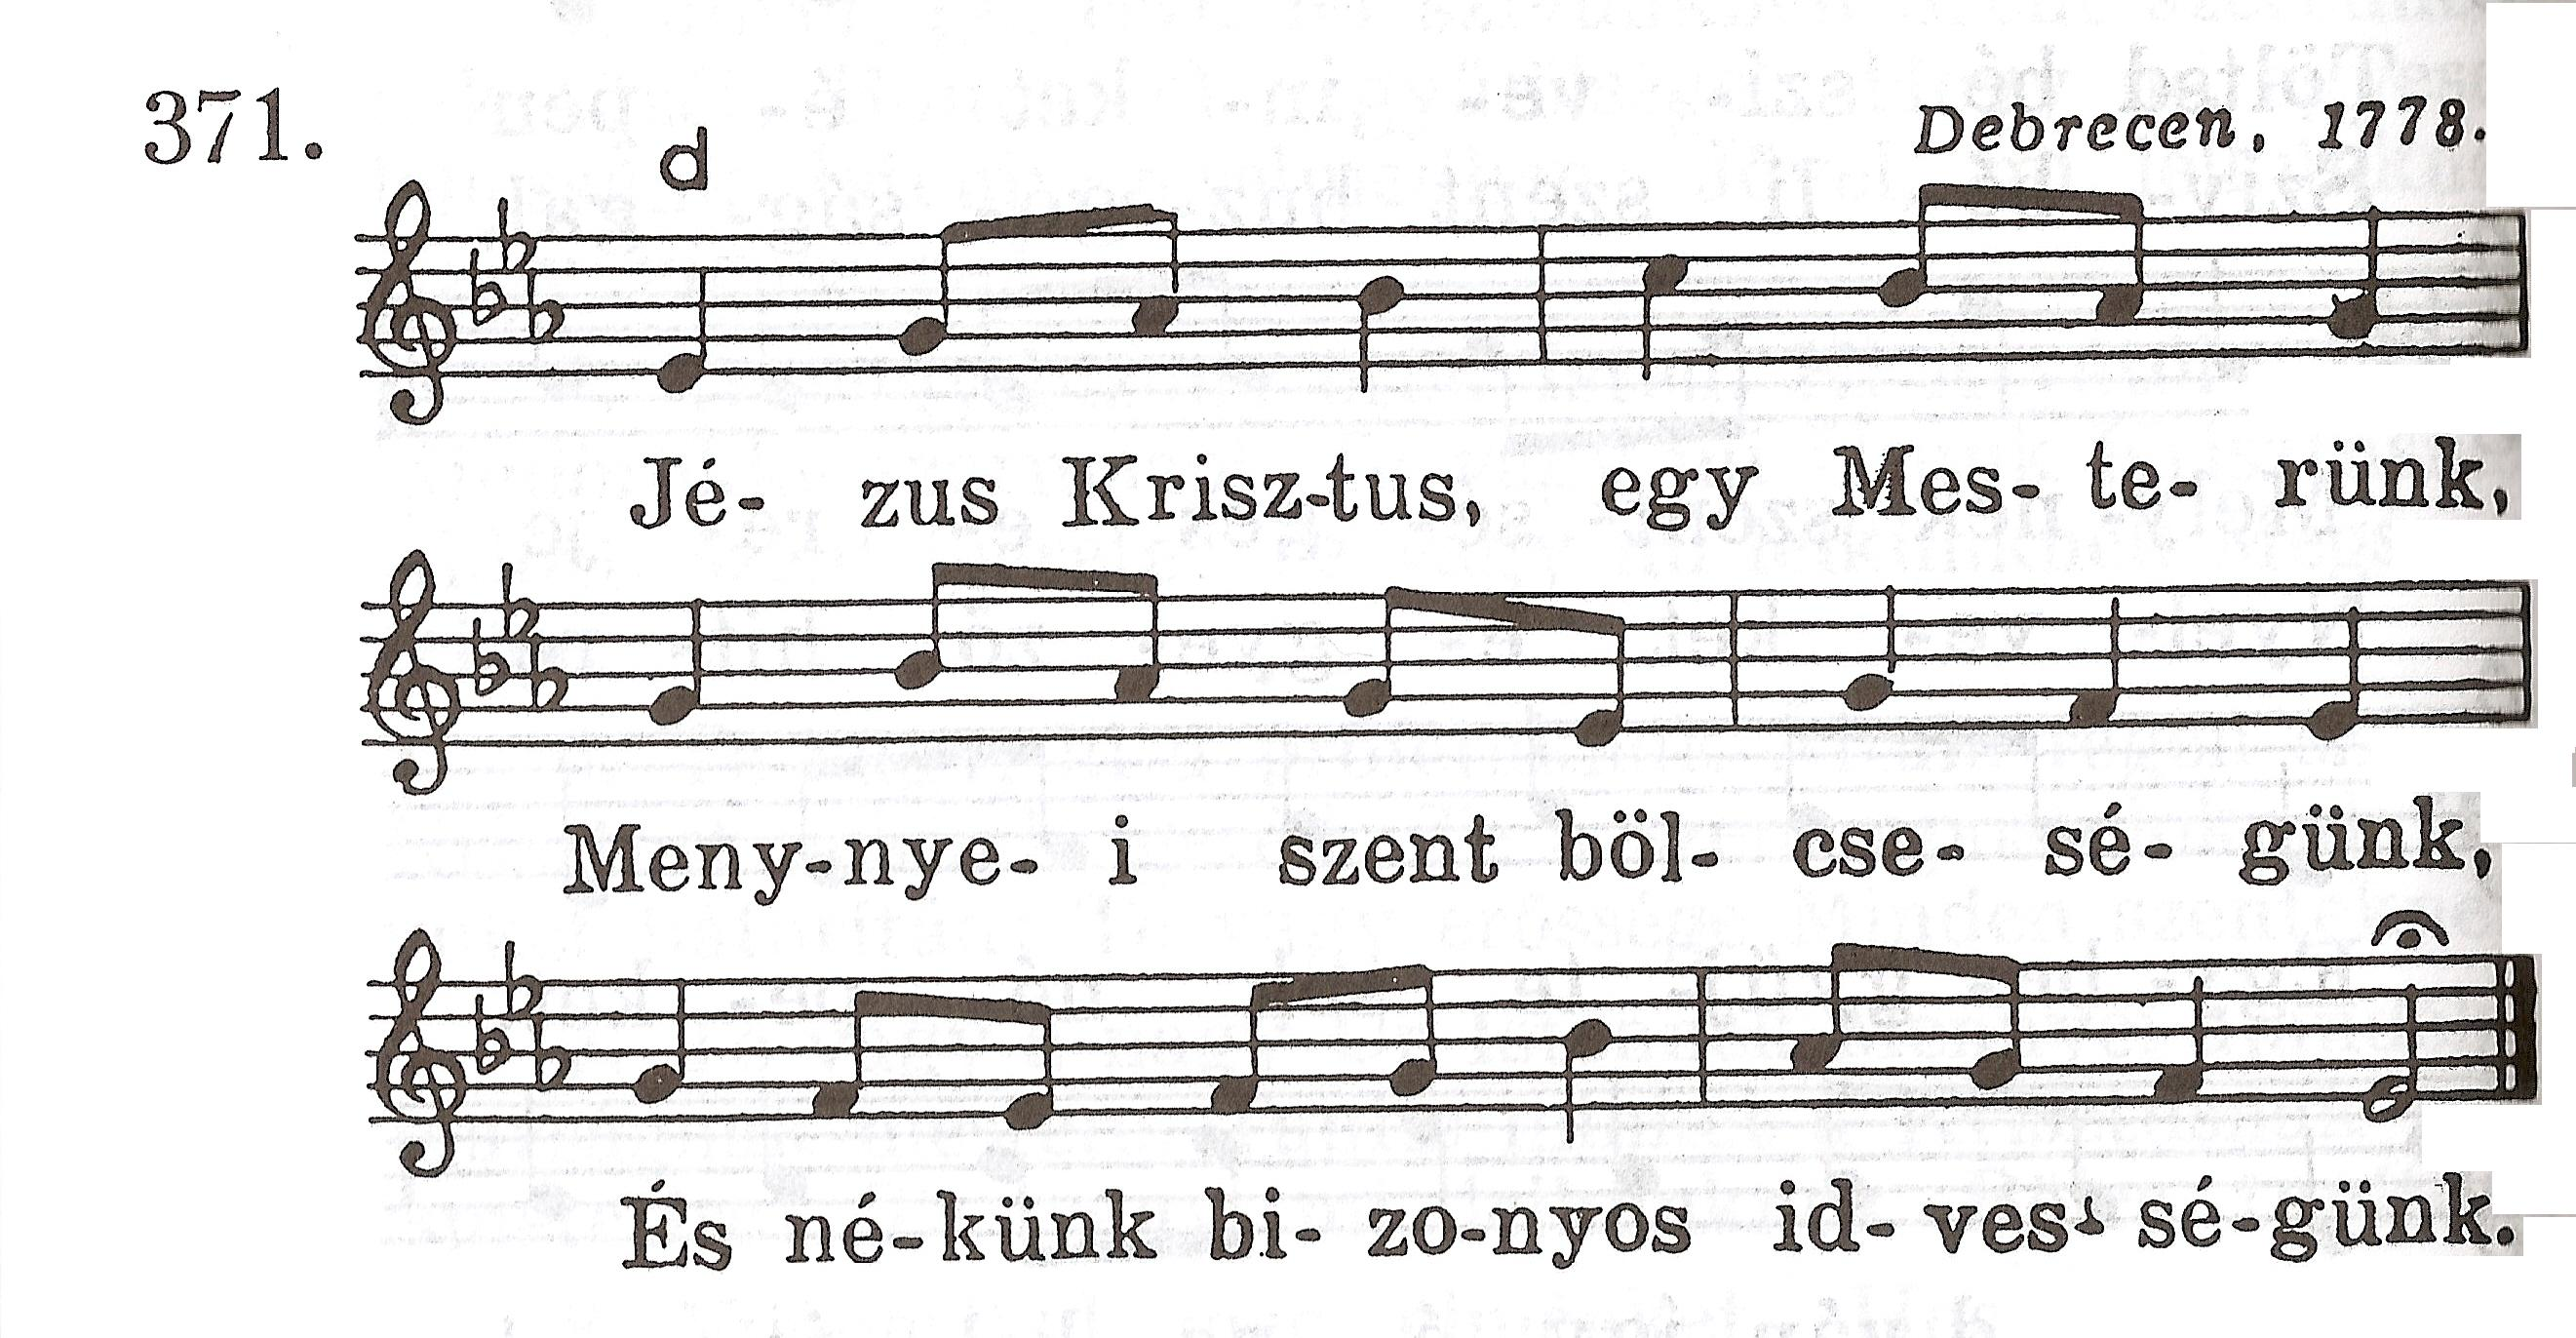 371.
d
Debrecen, 1778.
Jé- zus Krisz-tus, egy Mes- te- rünk,
Meny-nye- i szent böl- cse- sé- günk,
És né-künk bi- zo-nyos id- ves- sé-günk.